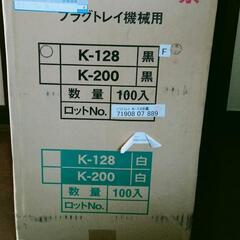 プラグトレイ機械用
K-128 黒 F
K-200 黒
数量 100入
ロットNo.
71908 07 889
K-128 白
K-200 白
数量 100入
ロットNo.